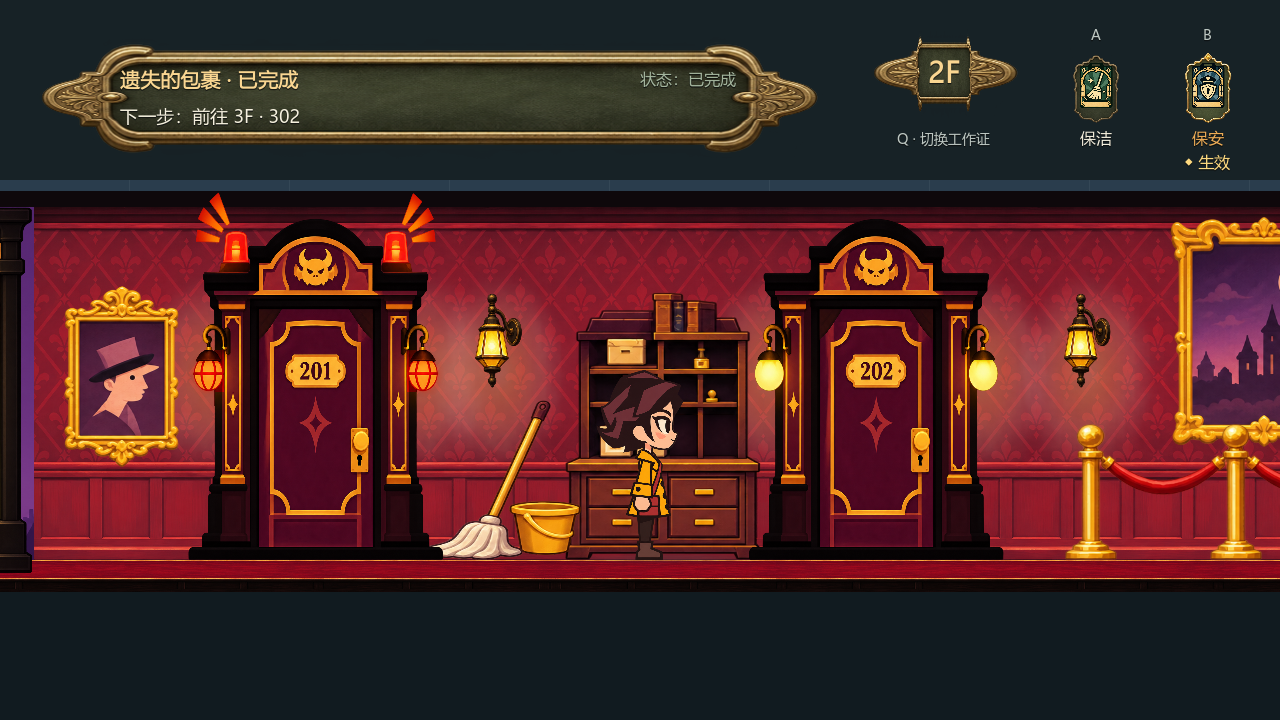 遗失的包裹 · 已完成
状态：已完成
下一步：前往 3F · 302
2F
Q · 切换工作证
A
保洁
B
保安
◆ 生效
201
202